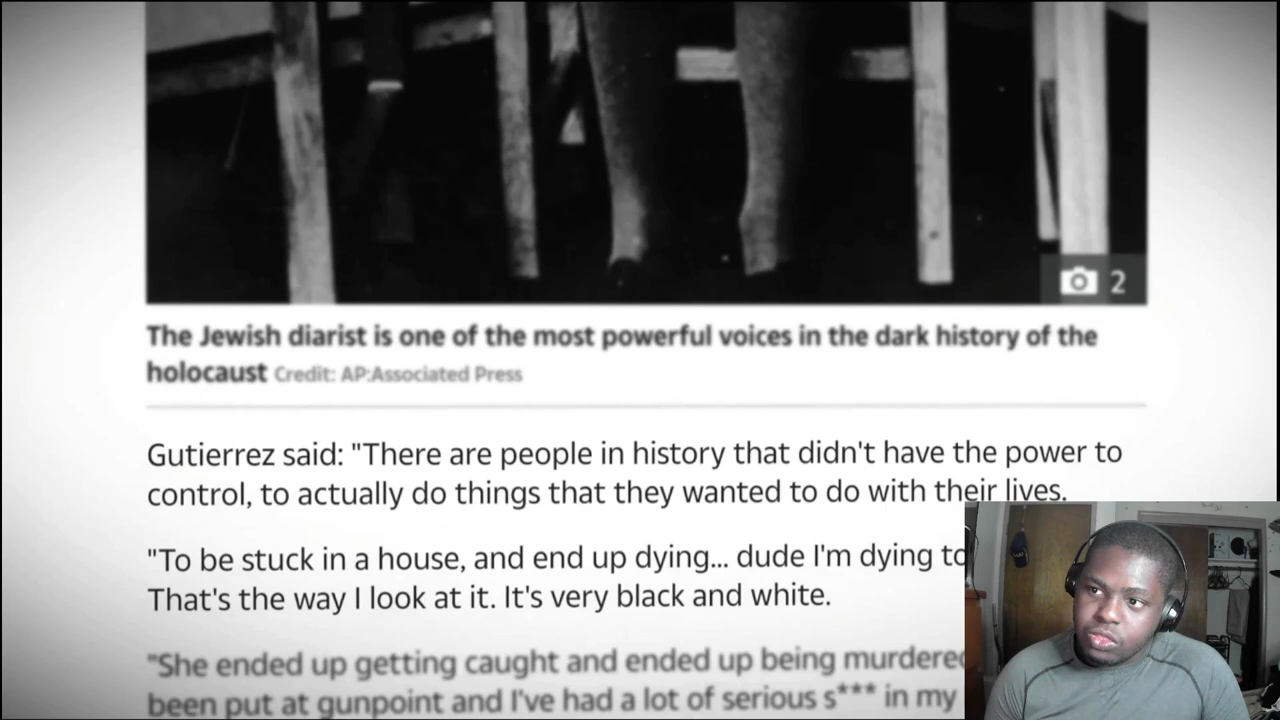 2
The Jewish diarist is one of the most powerful voices in the dark history of the
holocaust Credit: AP:Associated Press
Gutierrez said: "There are people in history that didn't have the power to
control, to actually do things that they wanted to do with their lives.
"To be stuck in a house, and end up dying... dude I'm dying to
That's the way I look at it. It's very black and white.
"She ended up getting caught and ended up being murdered
been put at gunpoint and I've had a lot of serious s*** in my